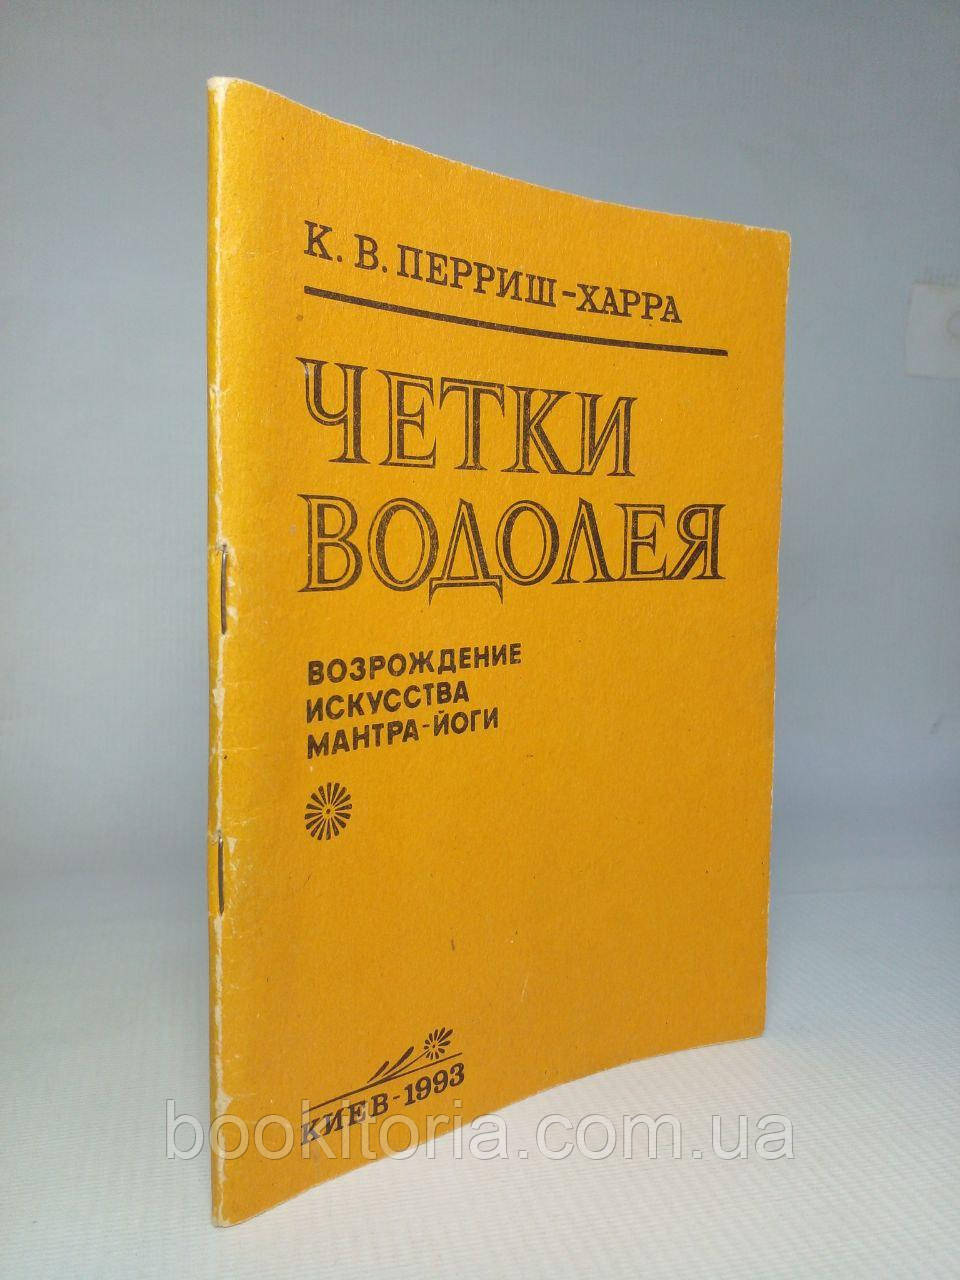 К. В. ПЕРРИШ-ХАРРА
ЧЕТКИ
ВОДОЛЕЯ
ВОЗРОЖДЕНИЕ
ИСКУССТВА
МАНТРА-ЙОГИ
КИЕВ-1993
bookitoria.com.ua